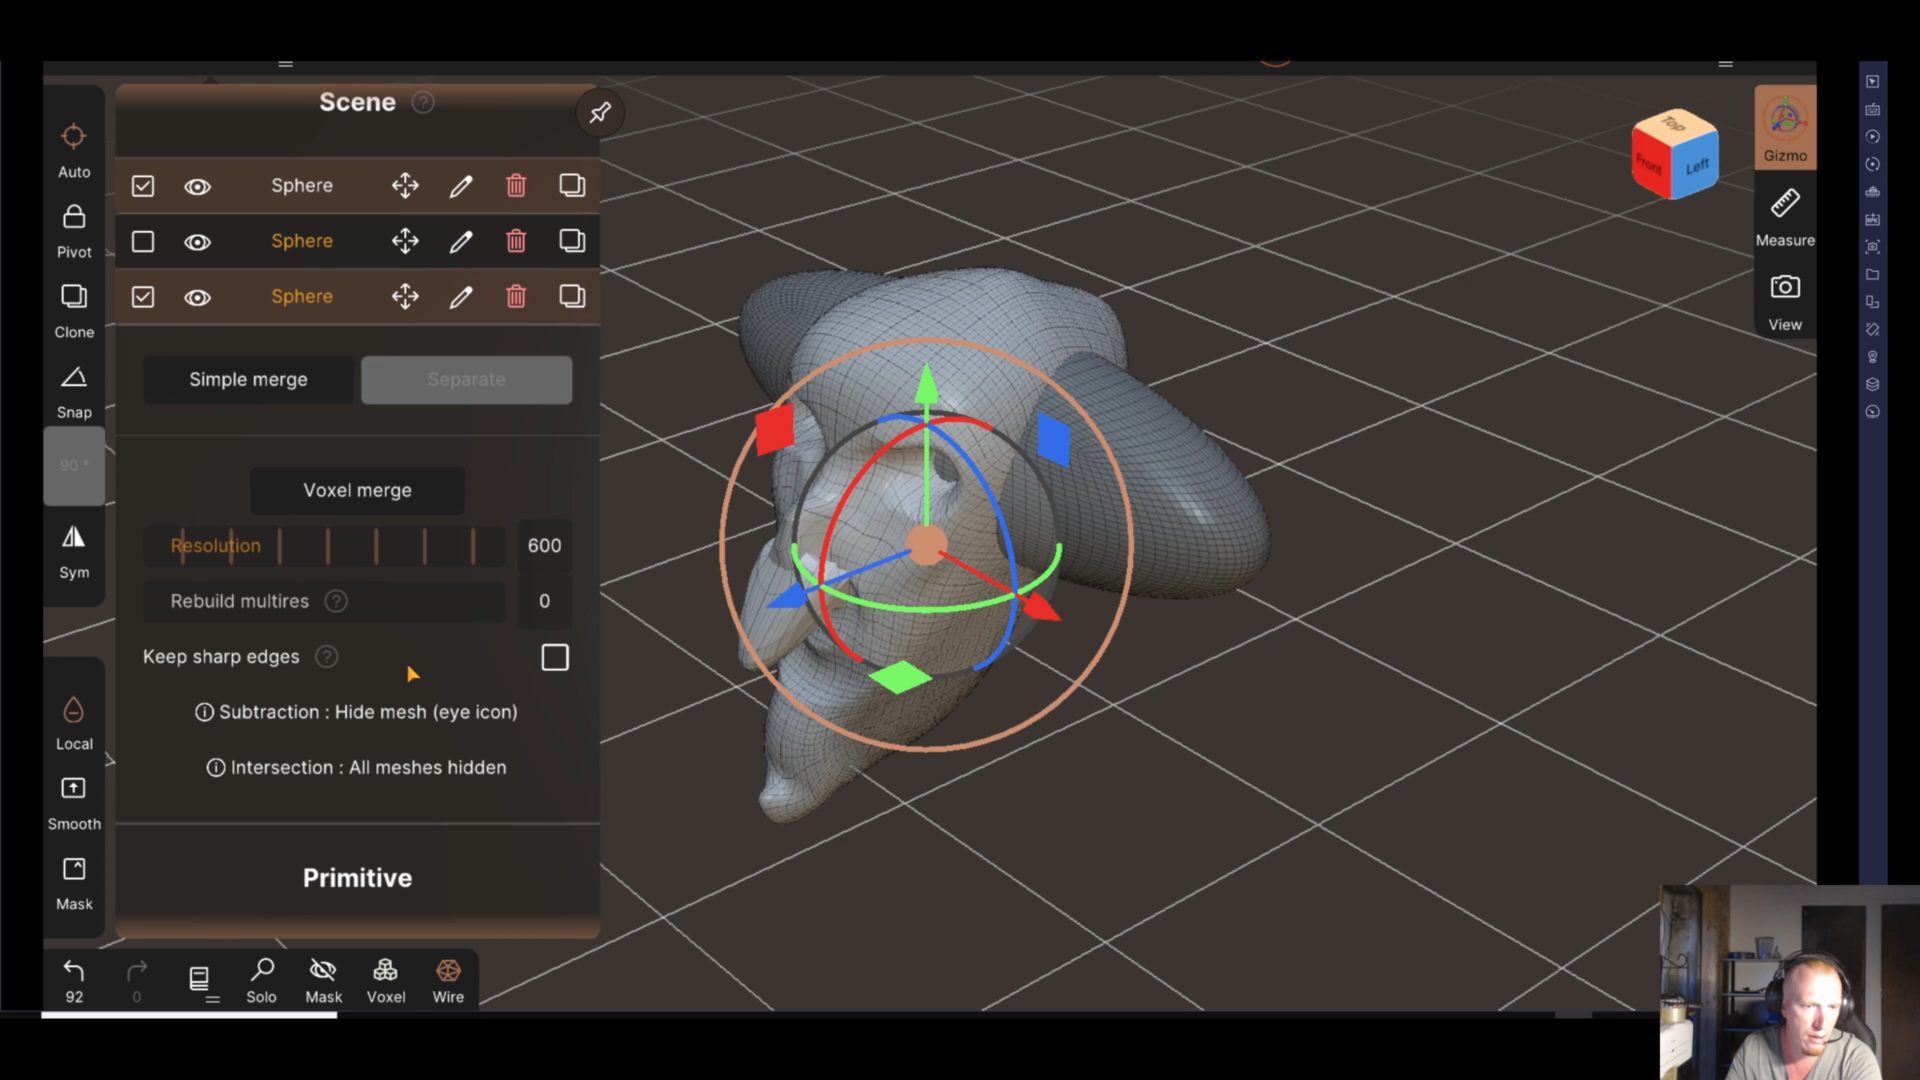 Scene ?
Auto
Pivot
Clone
Snap
90 °
Sym
Local
Smooth
Mask
Sphere
Sphere
Sphere
Simple merge
Separate
Voxel merge
Resolution 600
Rebuild multires ? 0
Keep sharp edges ?
Subtraction : Hide mesh (eye icon)
Intersection : All meshes hidden
Primitive
92
0
Solo
Mask
Voxel
Wire
Top
Front
Left
Gizmo
Measure
View